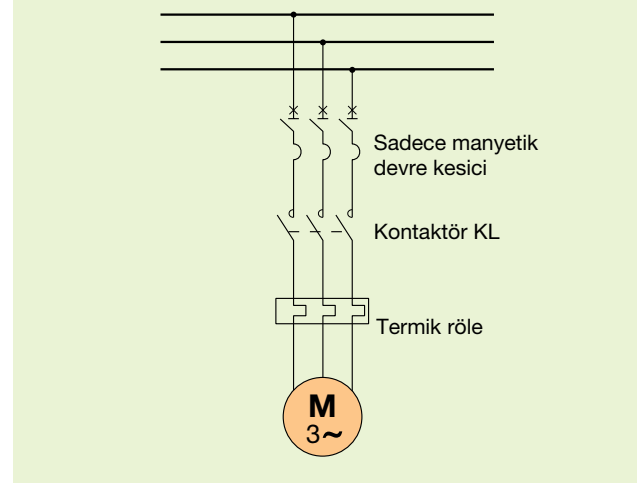 Sadece manyetik
devre kesici
Kontaktör KL
Termik röle
M
3~